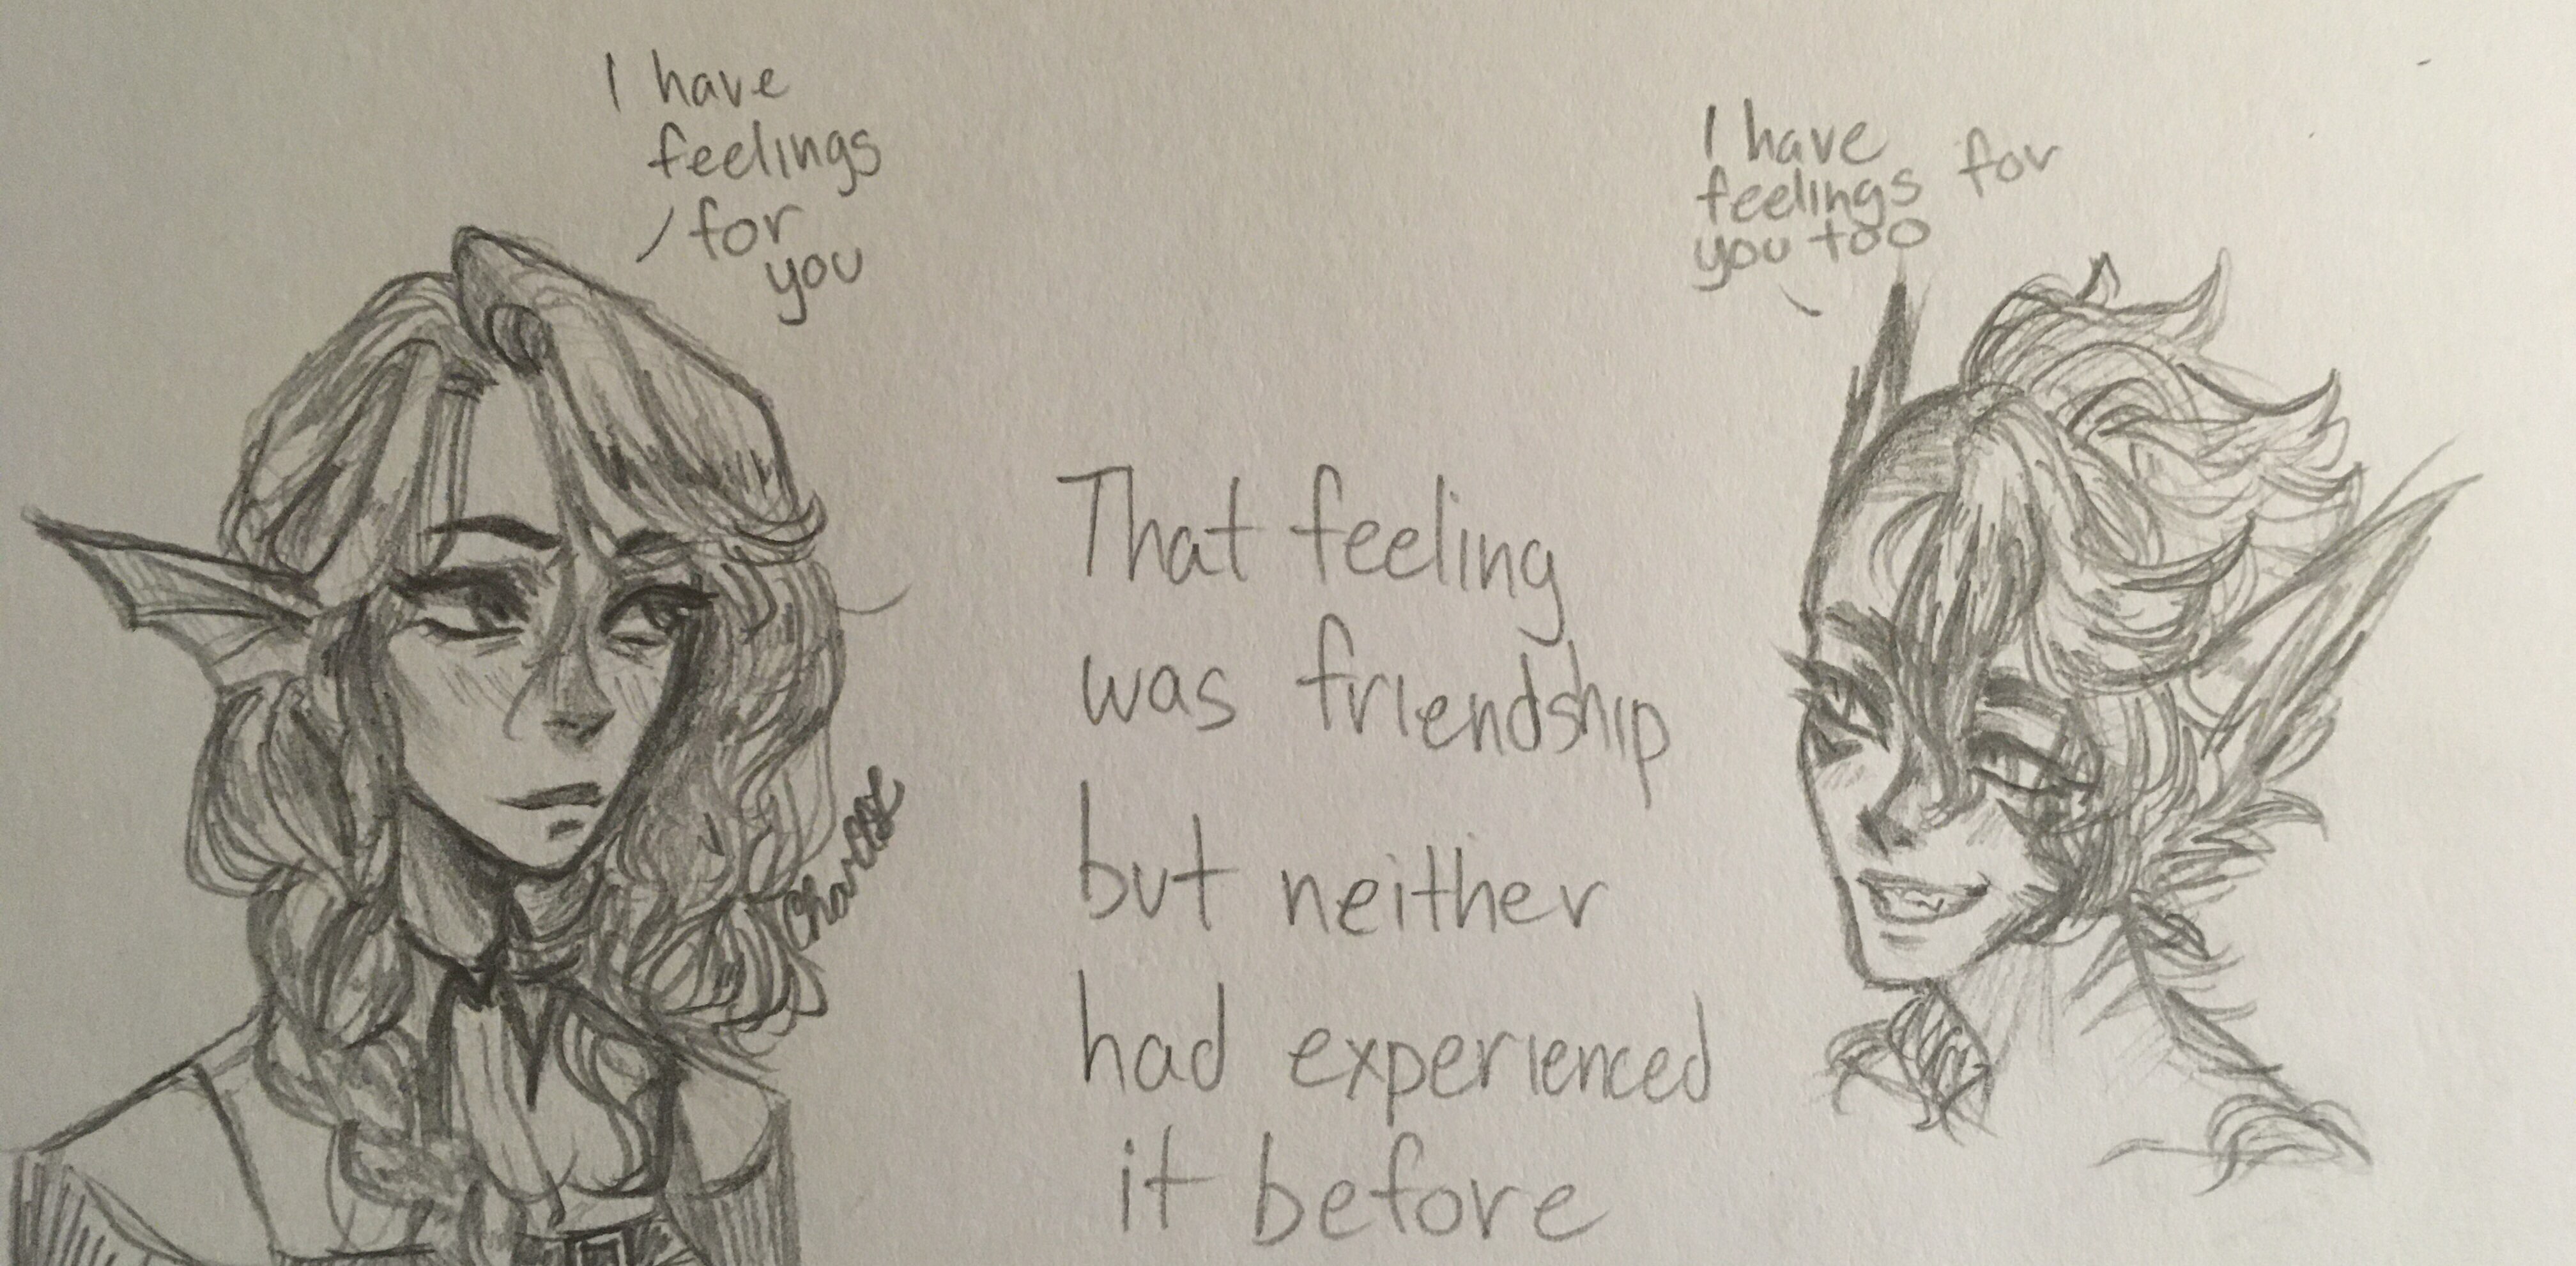 I have
feelings
for
you
I have
feelings for
you too
That feeling
was friendship
but neither
had experienced
it before